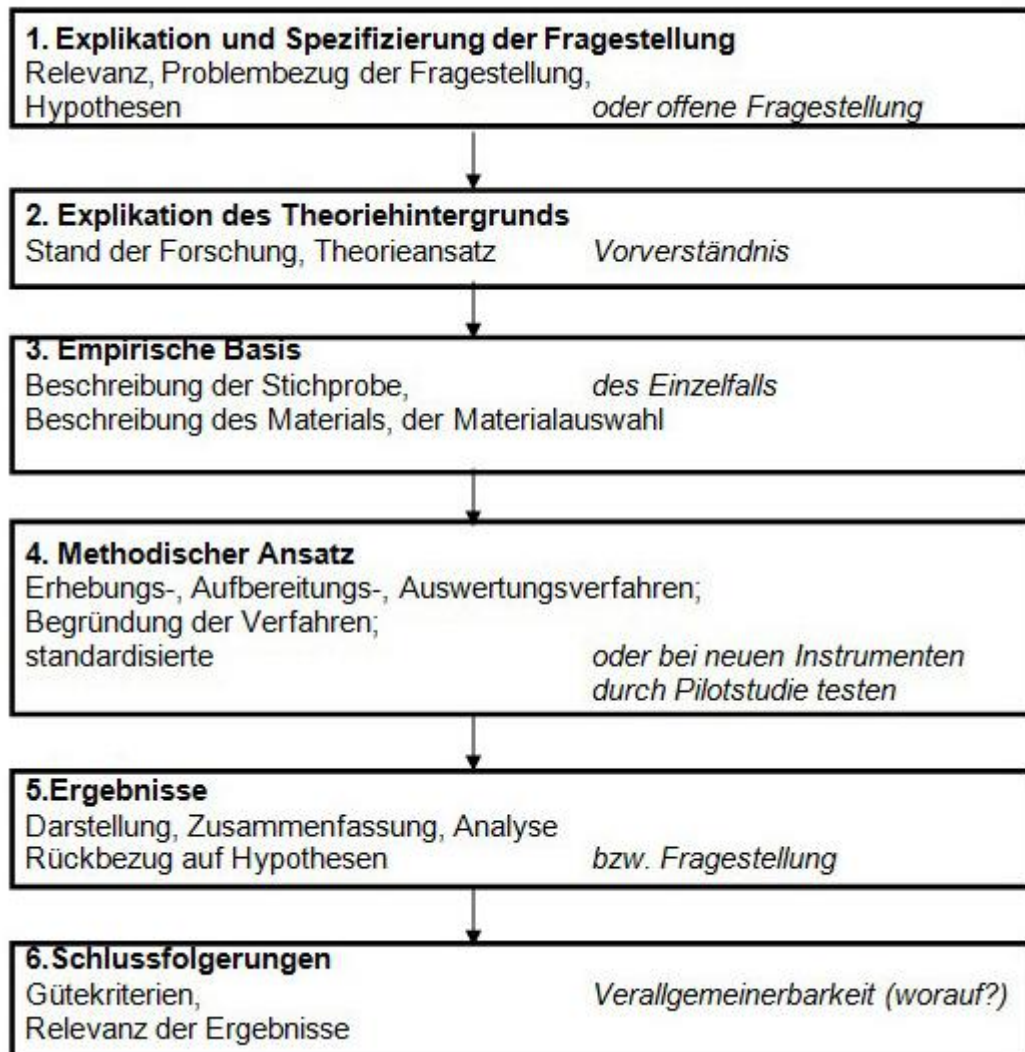 1. Explikation und Spezifizierung der Fragestellung
Relevanz, Problembezug der Fragestellung,
Hypothesen oder offene Fragestellung
2. Explikation des Theoriehintergrunds
Stand der Forschung, Theorieansatz Vorverständnis
3. Empirische Basis
Beschreibung der Stichprobe, des Einzelfalls
Beschreibung des Materials, der Materialauswahl
4. Methodischer Ansatz
Erhebungs-, Aufbereitungs-, Auswertungsverfahren;
Begründung der Verfahren;
standardisierte oder bei neuen Instrumenten
durch Pilotstudie testen
5.Ergebnisse
Darstellung, Zusammenfassung, Analyse
Rückbezug auf Hypothesen bzw. Fragestellung
6.Schlussfolgerungen
Gütekriterien, Verallgemeinerbarkeit (worauf?)
Relevanz der Ergebnisse